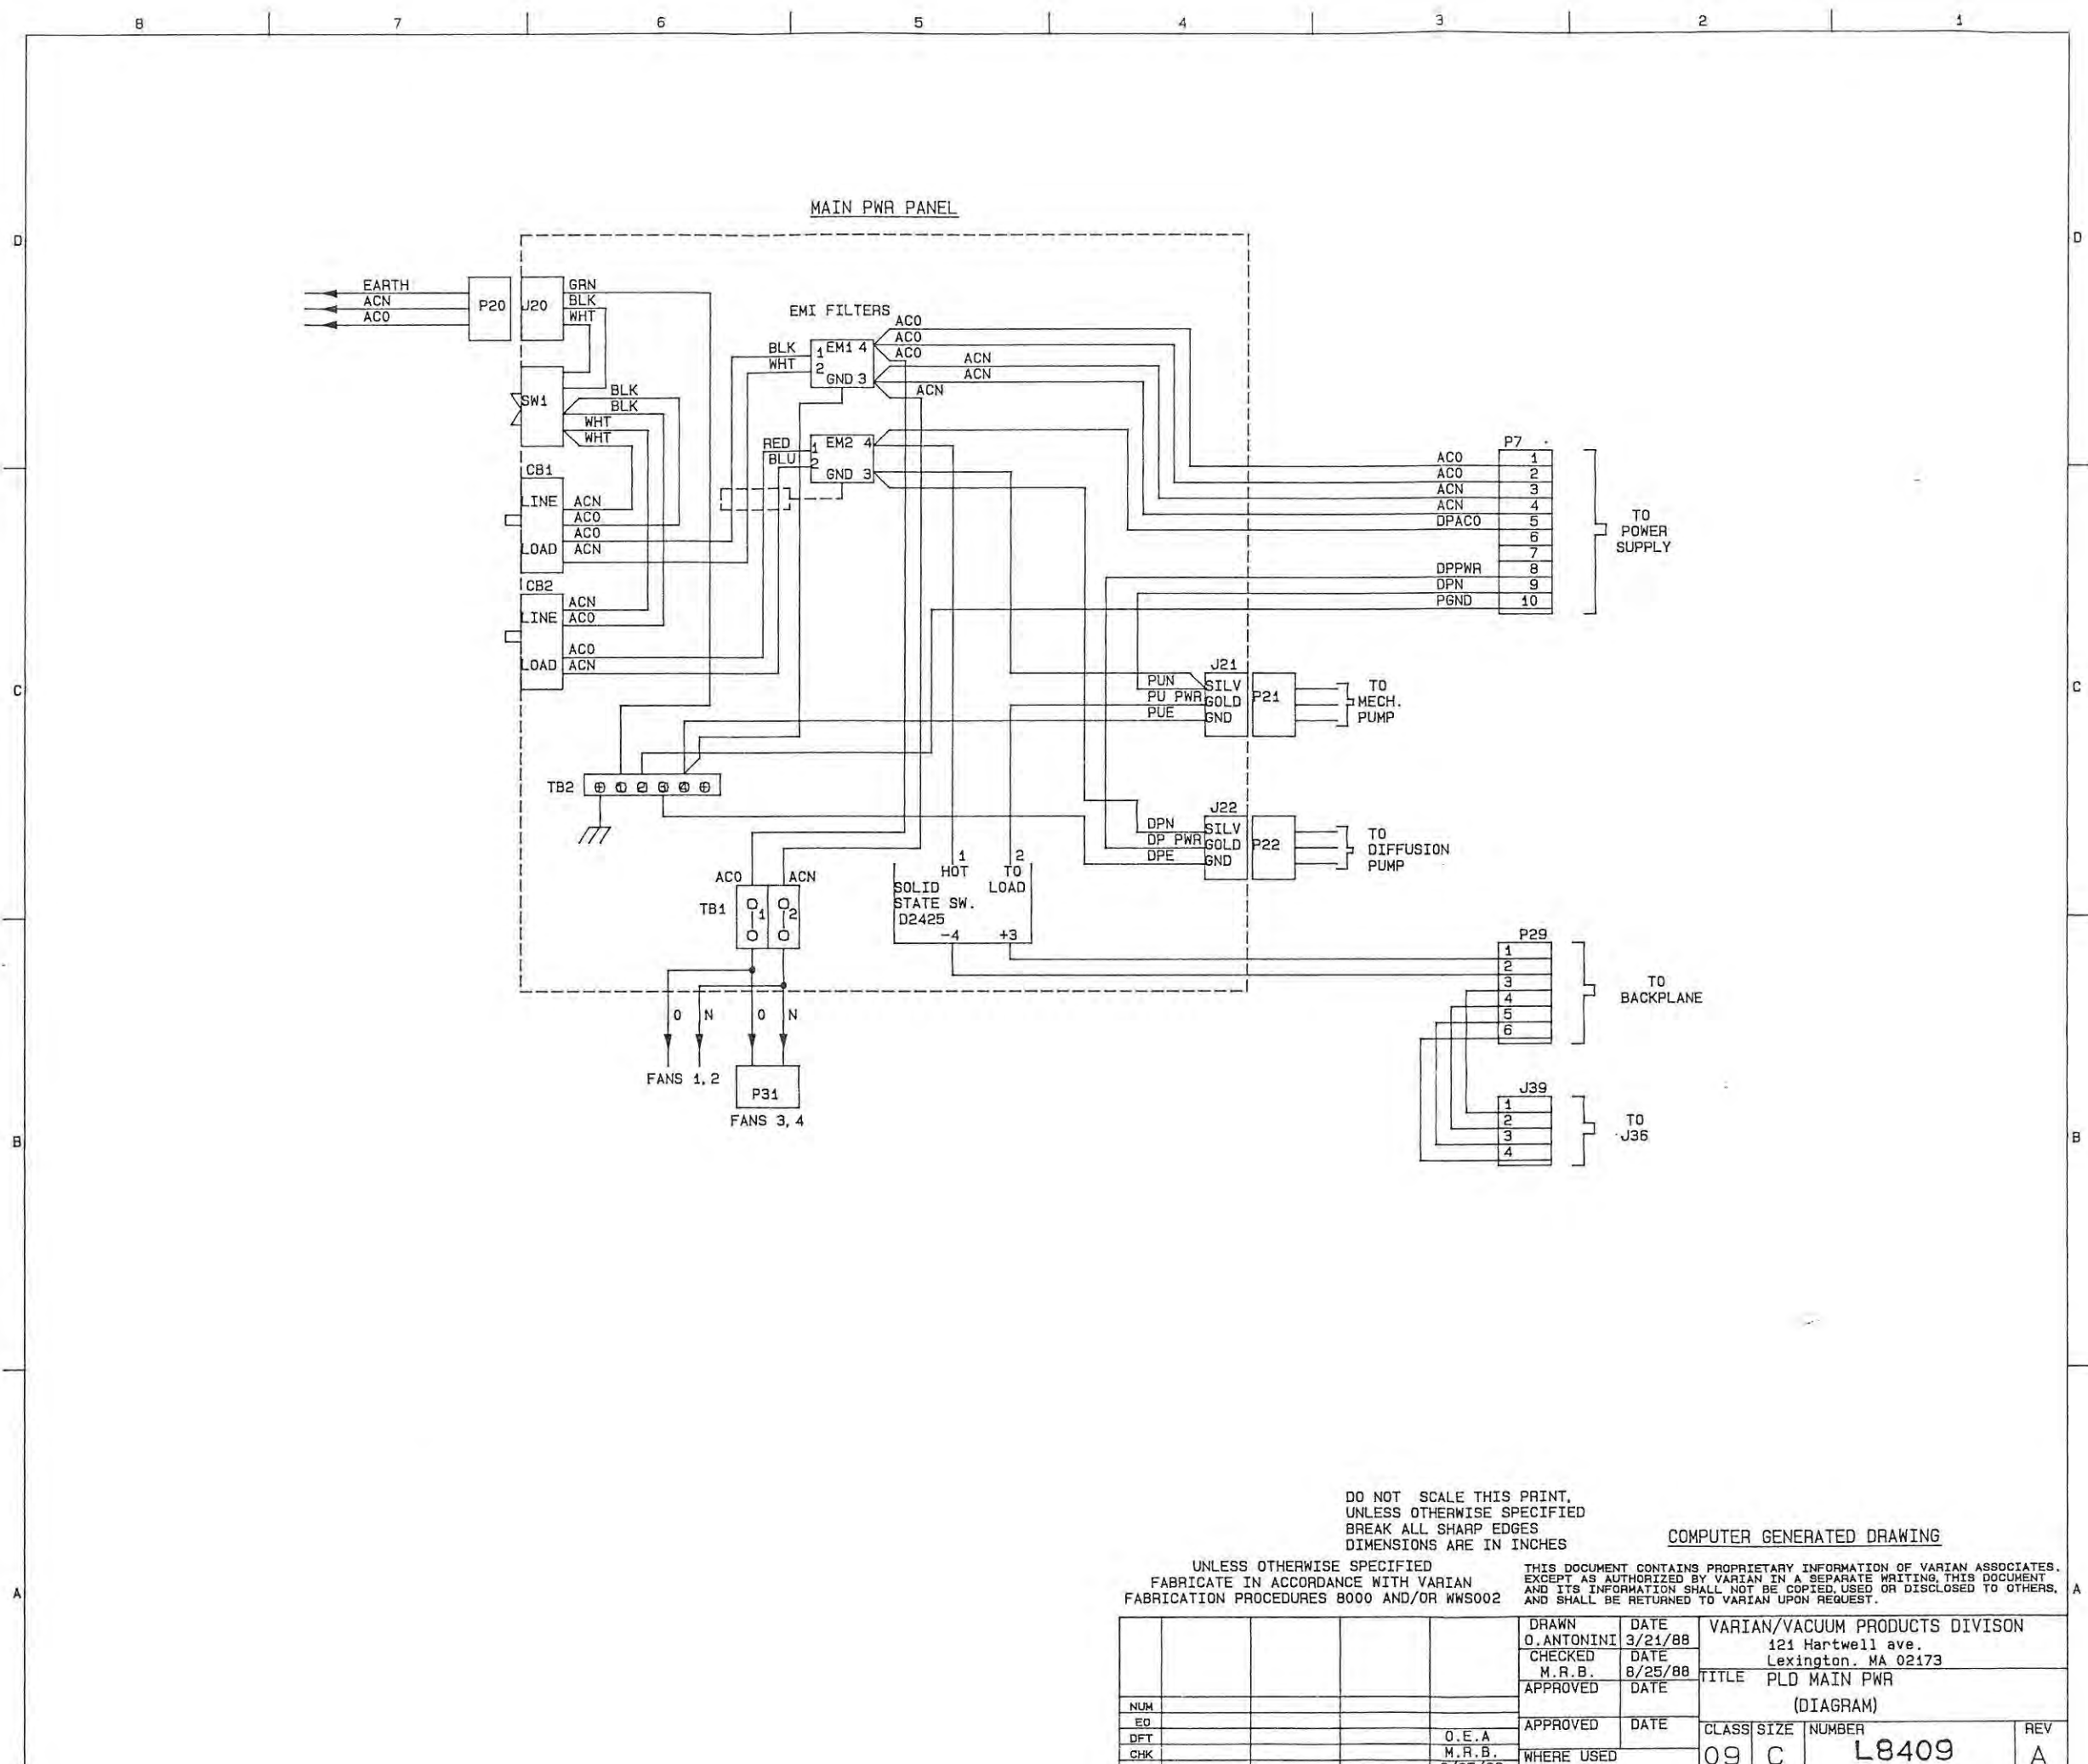 8 7 6 5 4 3 2 1
MAIN PWR PANEL
D D
EARTH
ACN
ACO
P20
J20
GRN
BLK
WHT
EMI FILTERS
ACO
ACO
ACO
ACN
ACN
ACN
BLK
WHT
1 EM1 4
2
GND 3
SW1
BLK
BLK
WHT
WHT
RED
BLU
1 EM2 4
2
GND 3
CB1
LINE
LOAD
ACN
ACO
ACO
ACN
CB2
LINE
LOAD
ACN
ACO
ACO
ACN
P7
ACO 1
ACO 2
ACN 3
ACN 4
DPACO 5
6
7
DPPWR 8
DPN 9
PGND 10
TO
POWER
SUPPLY
C C
J21
PUN SILV
PU PWR GOLD
PUE GND
P21
TO
MECH.
PUMP
TB2
1 2 3 4
J22
DPN SILV
DP PWR GOLD
DPE GND
P22
TO
DIFFUSION
PUMP
1 2
HOT TO
SOLID LOAD
STATE SW.
D2425
-4 +3
ACO ACN
TB1
1 2
O N O N
FANS 1,2
P31
FANS 3,4
P29
1
2
3
4
5
6
TO
BACKPLANE
J39
1
2
3
4
TO
J36
B B
DO NOT SCALE THIS PRINT.
UNLESS OTHERWISE SPECIFIED
BREAK ALL SHARP EDGES
DIMENSIONS ARE IN INCHES
COMPUTER GENERATED DRAWING
UNLESS OTHERWISE SPECIFIED
FABRICATE IN ACCORDANCE WITH VARIAN
FABRICATION PROCEDURES 8000 AND/OR WWS002
THIS DOCUMENT CONTAINS PROPRIETARY INFORMATION OF VARIAN ASSOCIATES.
EXCEPT AS AUTHORIZED BY VARIAN IN A SEPARATE WRITING, THIS DOCUMENT
AND ITS INFORMATION SHALL NOT BE COPIED, USED OR DISCLOSED TO OTHERS,
AND SHALL BE RETURNED TO VARIAN UPON REQUEST.
A A
DRAWN DATE
O.ANTONINI 3/21/88
CHECKED DATE
M.R.B. 8/25/88
APPROVED DATE
APPROVED DATE
WHERE USED
VARIAN/VACUUM PRODUCTS DIVISON
121 Hartwell ave.
Lexington. MA 02173
TITLE PLD MAIN PWR
(DIAGRAM)
CLASS SIZE NUMBER REV
09 C L8409 A
NUM
EO
DFT O.E.A
CHK M.R.B.